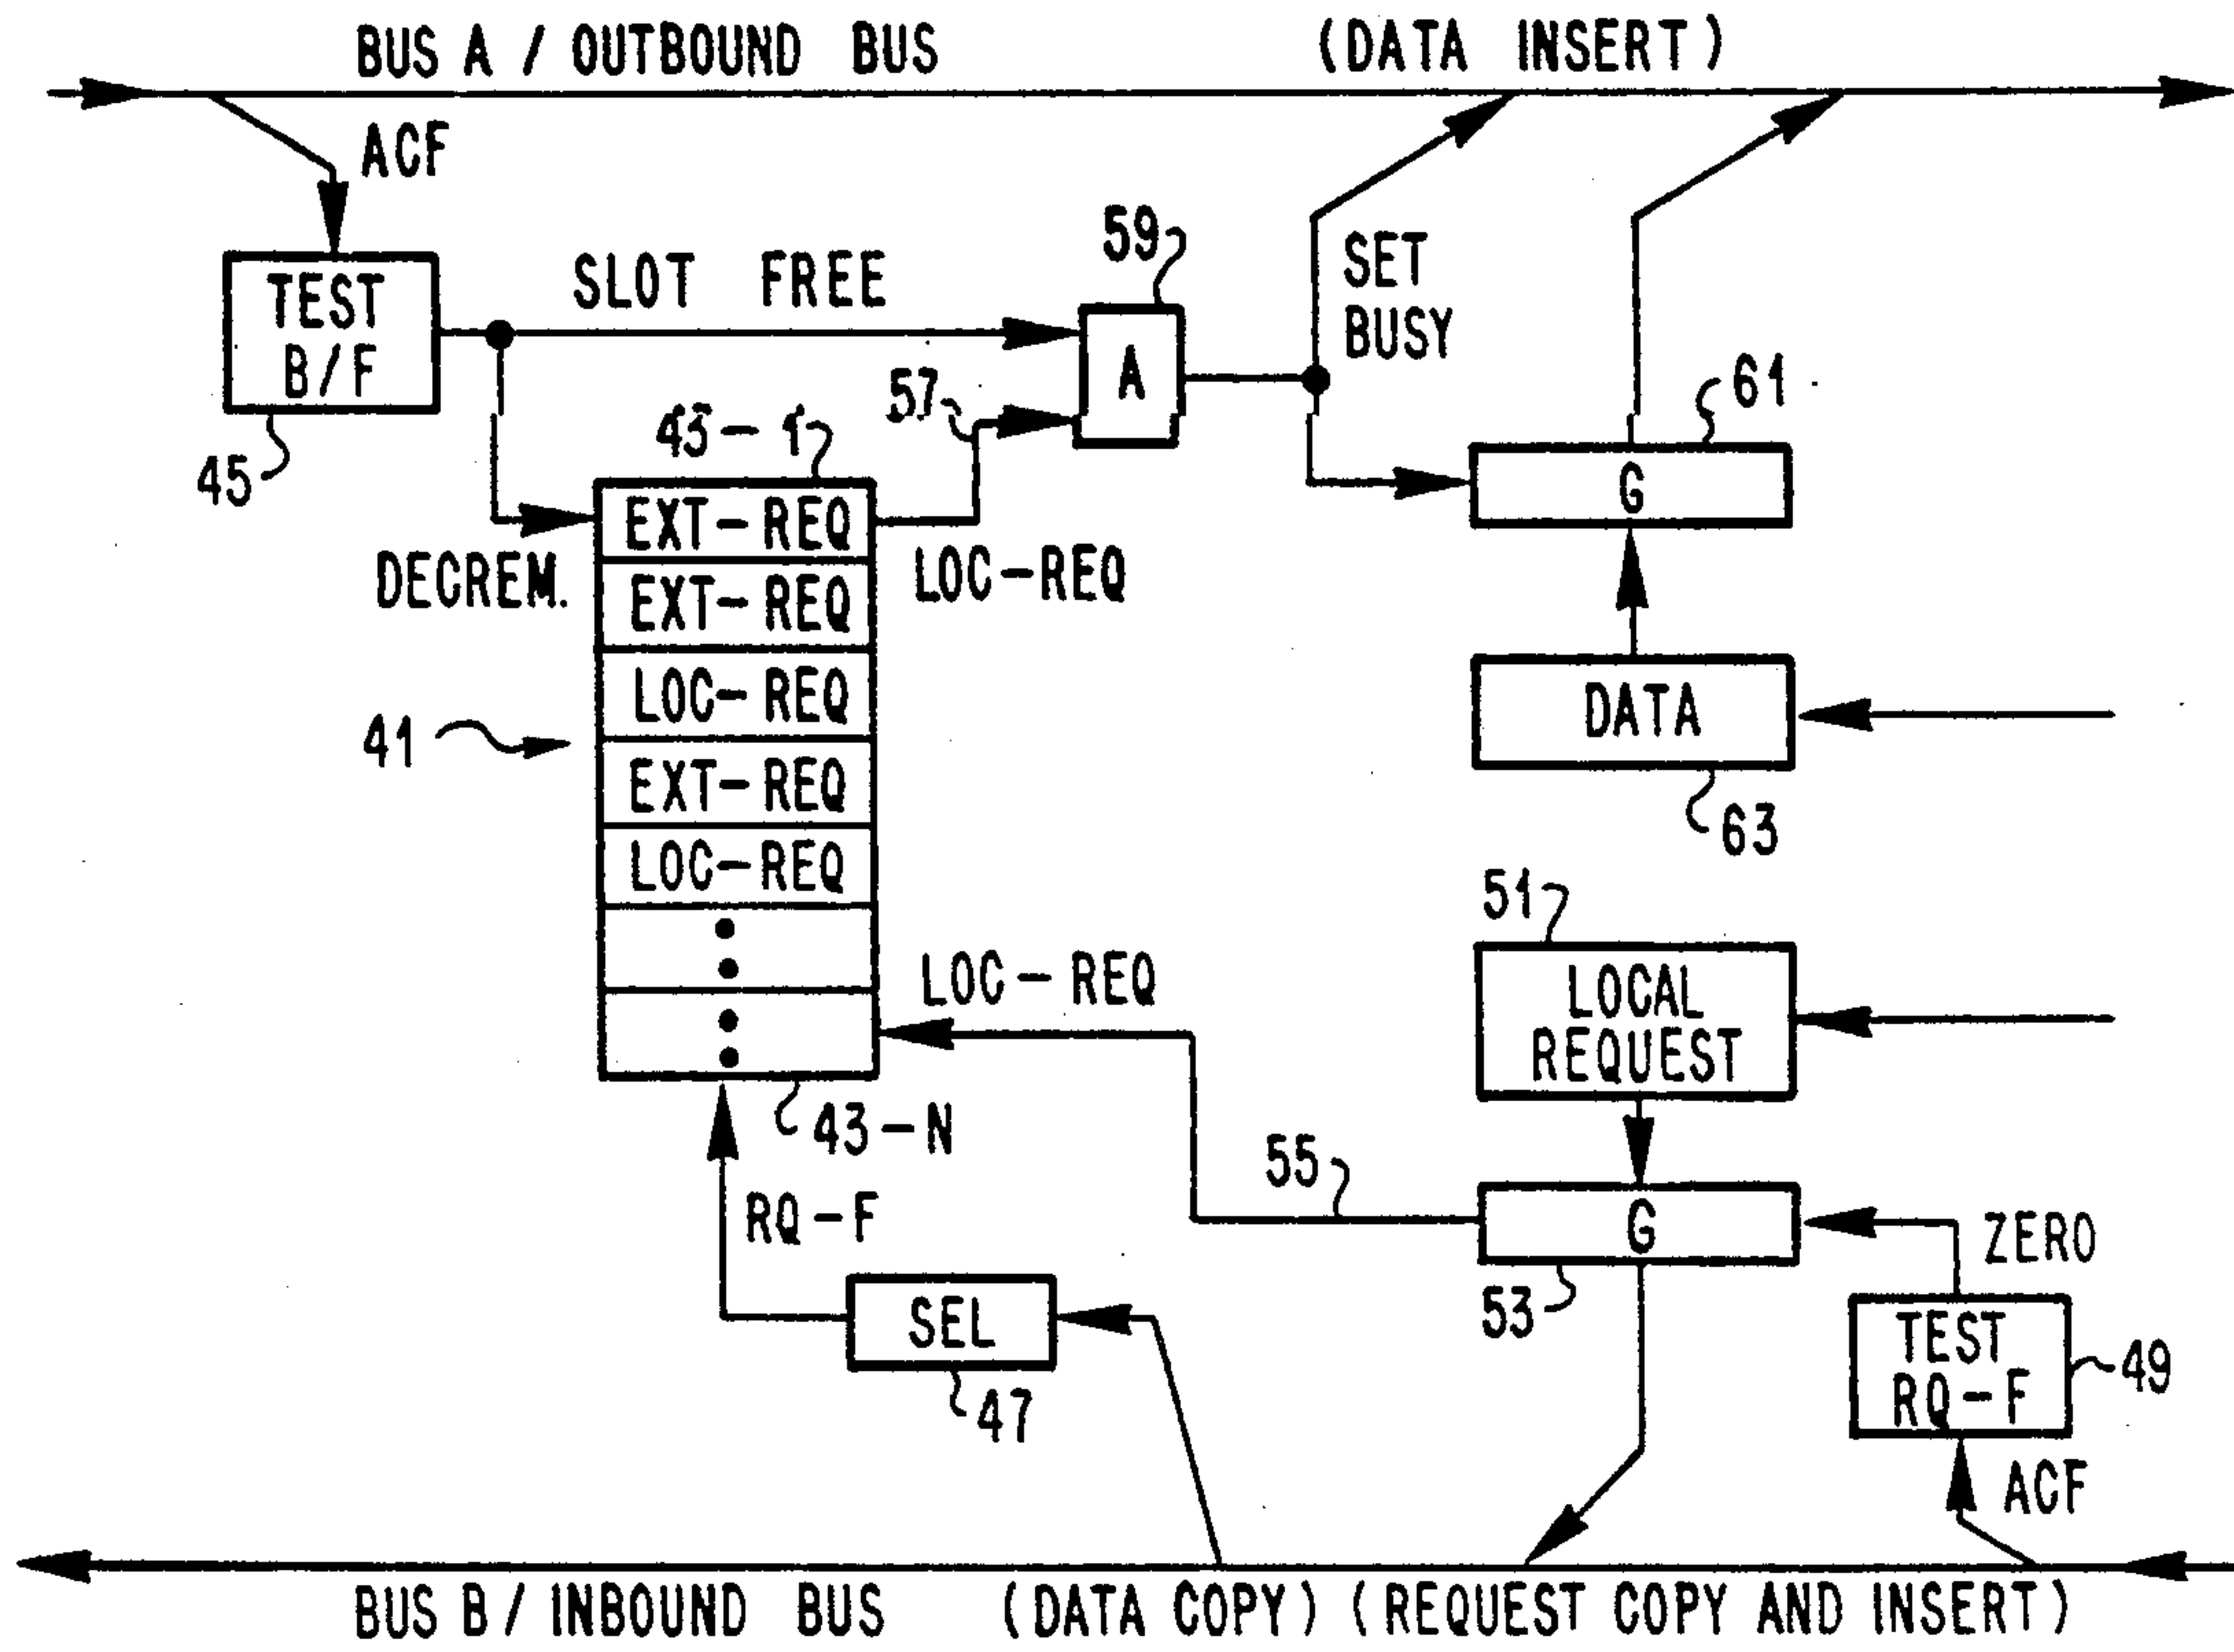 BUS A / OUTBOUND BUS (DATA INSERT)
ACF
59
SLOT FREE
SET
BUSY
TEST
B/F
A
57
61
43-1
45
G
EXT-REQ
DECREM.
LOC-REQ
EXT-REQ
LOC-REQ
DATA
41
EXT-REQ
63
LOC-REQ
51
LOC-REQ
LOCAL
REQUEST
43-N
55
RQ-F
G
ZERO
SEL
53
TEST
RQ-F
49
47
ACF
BUS B / INBOUND BUS (DATA COPY) (REQUEST COPY AND INSERT)